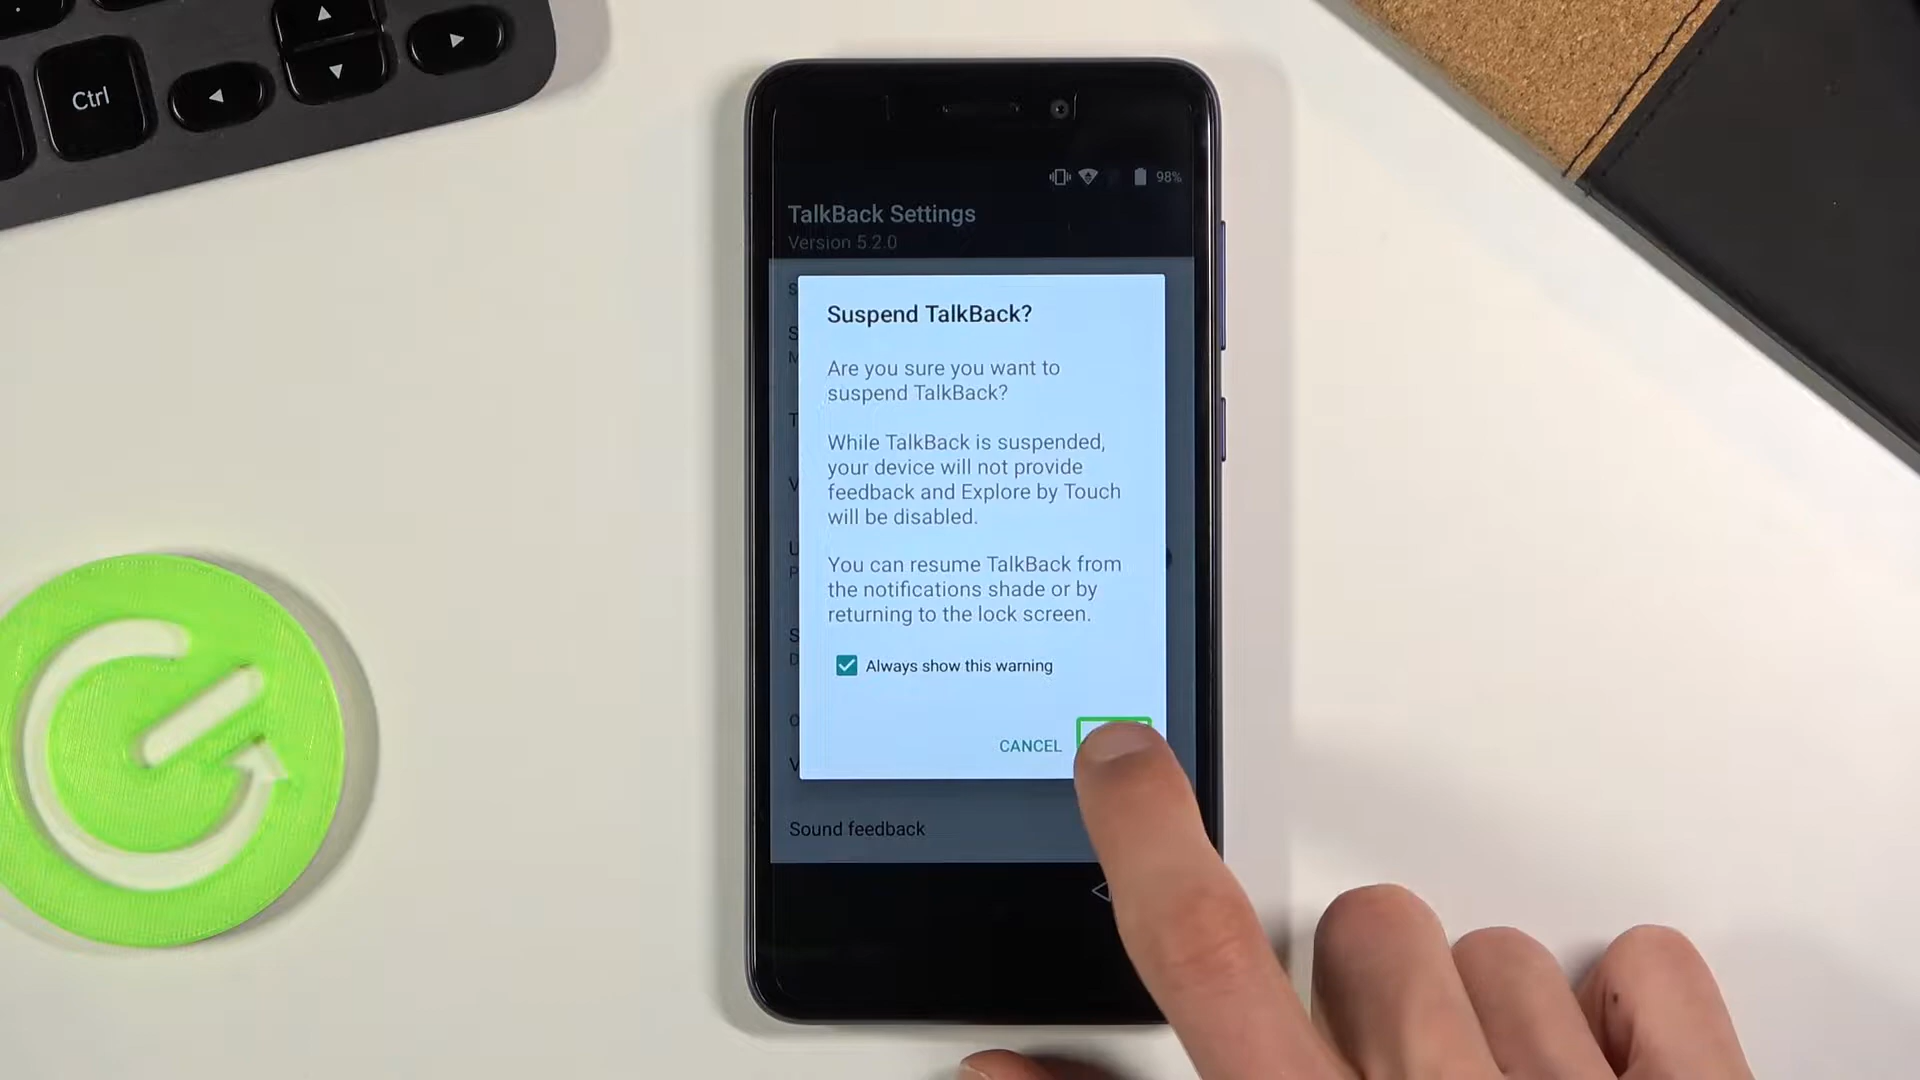 Ctrl
98%
TalkBack Settings
Version 5.2.0
Suspend TalkBack?
Are you sure you want to
suspend TalkBack?
While TalkBack is suspended,
your device will not provide
feedback and Explore by Touch
will be disabled.
You can resume TalkBack from
the notifications shade or by
returning to the lock screen.
Always show this warning
CANCEL
Sound feedback